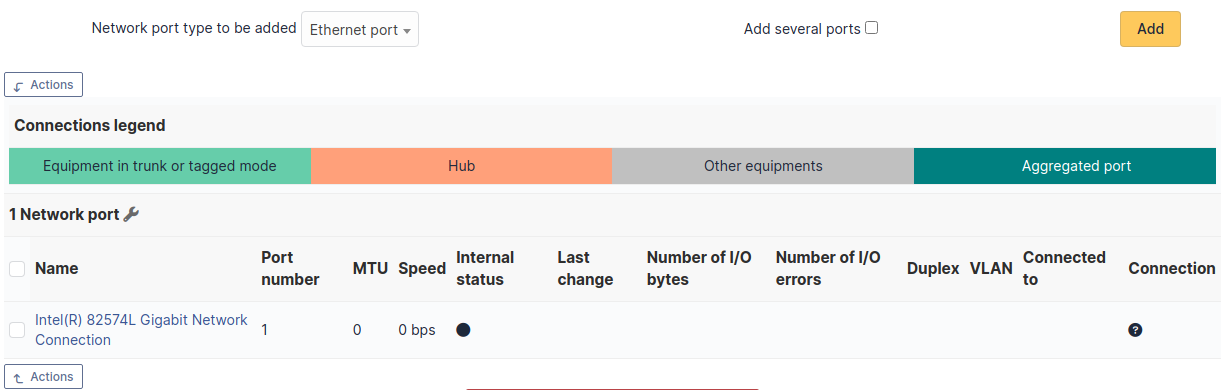 Network port type to be added Ethernet port Add several ports Add
Actions
Connections legend
Equipment in trunk or tagged mode Hub Other equipments Aggregated port
1 Network port
Name Port number MTU Speed Internal status Last change Number of I/O bytes Number of I/O errors Duplex VLAN Connected to Connection
Intel(R) 82574L Gigabit Network Connection 1 0 0 bps ?
Actions